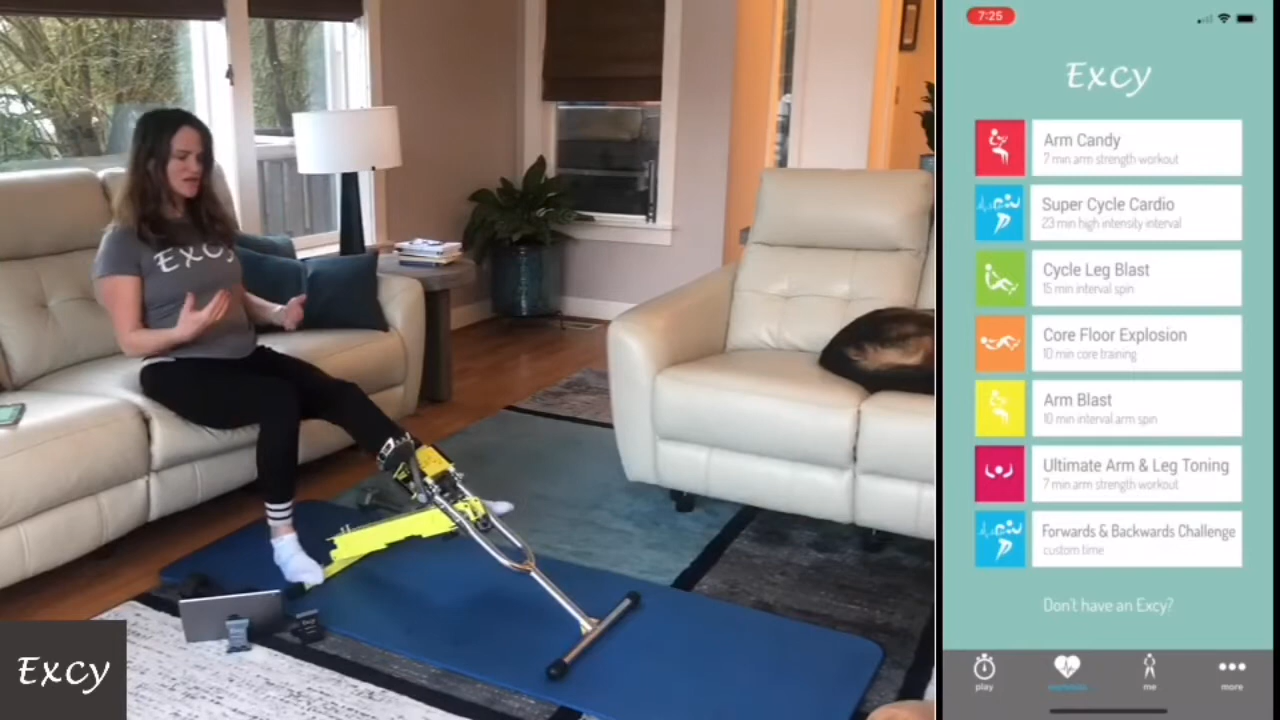 EXCY
Excy
7:25
Excy
Arm Candy
7 min arm strength workout
Super Cycle Cardio
23 min high intensity interval
Cycle Leg Blast
15 min interval spin
Core Floor Explosion
10 min core training
Arm Blast
10 min interval arm spin
Ultimate Arm & Leg Toning
7 min arm strength workout
Forwards & Backwards Challenge
custom time
Don't have an Excy?
play
workouts
me
more